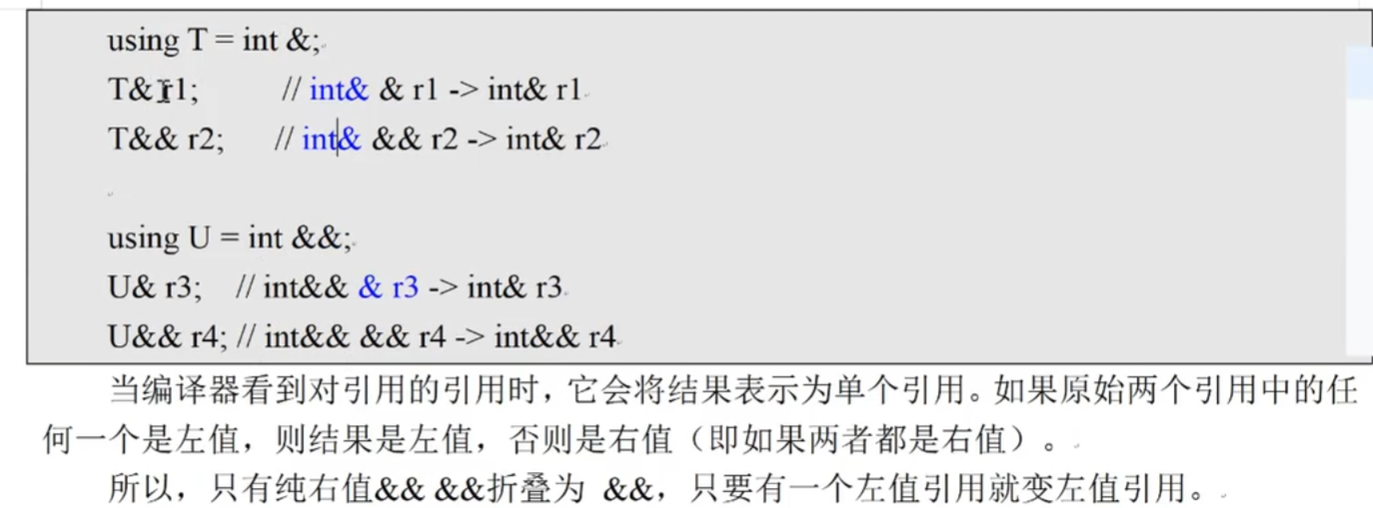 using T = int &;
T& r1; // int& & r1 -> int& r1
T&& r2; // int& && r2 -> int& r2
using U = int &&;
U& r3; // int&& & r3 -> int& r3
U&& r4; // int&& && r4 -> int&& r4
当编译器看到对引用的引用时，它会将结果表示为单个引用。如果原始两个引用中的任
何一个是左值，则结果是左值，否则是右值（即如果两者都是右值）。
所以，只有纯右值&& &&折叠为 &&，只要有一个左值引用就变左值引用。